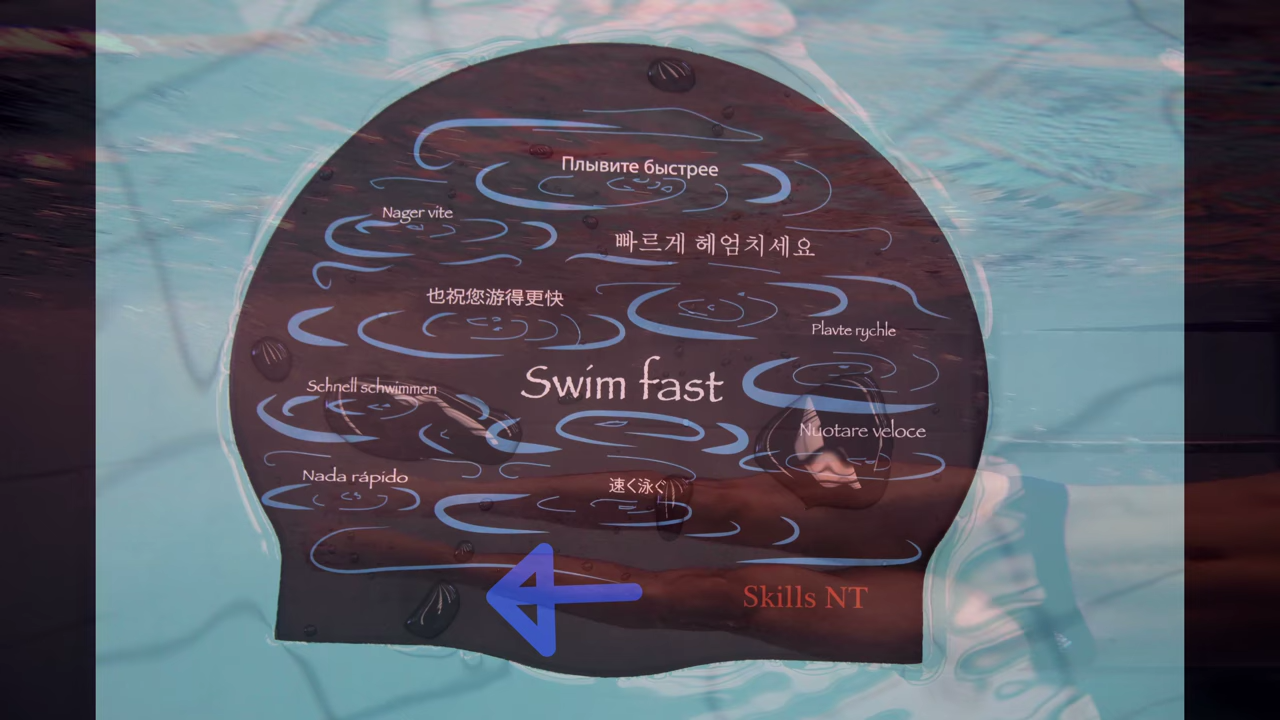 Плывите быстрее
Nager vite
빠르게 헤엄치세요
也祝您游得更快
Plavte rychle
Swim fast
Schnell schwimmen
Nuotare veloce
Nada rápido
速く泳ぐ
Skills NT